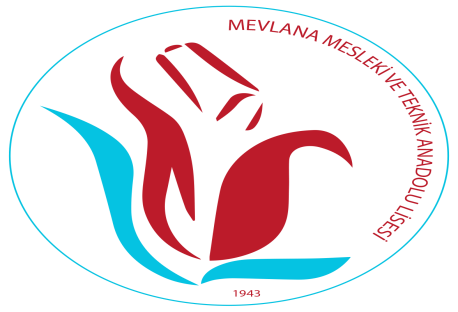 MEVLANA MESLEKİ VE TEKNİK ANADOLU LİSESİ
1943